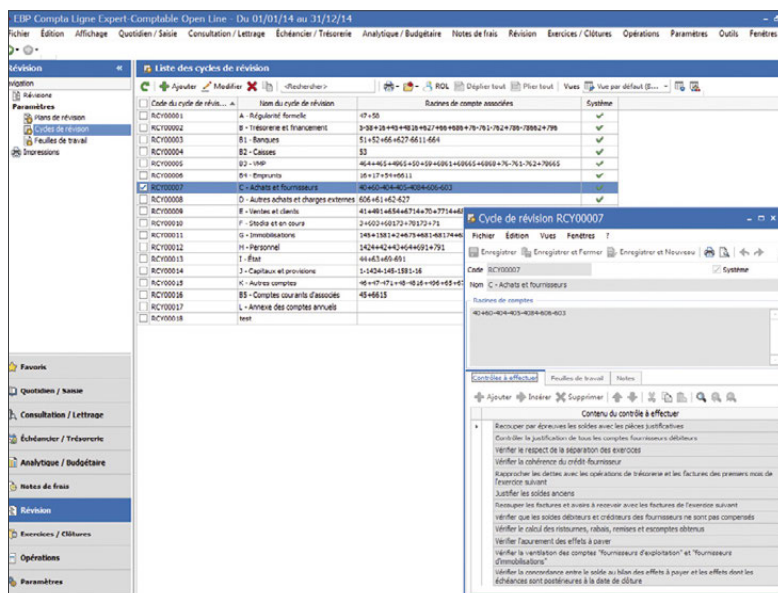 EBP Compta Ligne Expert-Comptable Open Line - Du 01/01/14 au 31/12/14
Fichier Édition Affichage Quotidien / Saisie Consultation / Lettrage Échéancier / Trésorerie Analytique / Budgétaire Notes de frais Révision Exercices / Clôtures Opérations Paramètres Outils Fenêtres
Révision
Liste des cycles de révision
Navigation
Ajouter Modifier <Rechercher> ROL Déplier tout Plier tout Vues Vue par défaut (E...
Révisions
Paramètres
Plans de révision
Cycles de révision
Feuilles de travail
Impressions
Code du cycle de révis... Nom du cycle de révision Racines de compte associées Système
RCY00001 A - Régularité formelle 47+58
RCY00002 B - Trésorerie et financement
RCY00003 B1 - Banques 51+52+66+627-6611-664
RCY00004 B2 - Caisses 53
RCY00005 B3 - VMP
RCY00006 B4 - Emprunts 16+17+54+6611
RCY00007 C - Achats et fournisseurs 40+60-404-405-4084-606-603
RCY00008 D - Autres achats et charges externes 606+61+62-627
RCY00009 E - Ventes et clients
RCY00010 F - Stocks et en cours 3+603+60173+70173+71
RCY00011 G - Immobilisations
RCY00012 H - Personnel 1424+42+43+64+691+791
RCY00013 I - État 44+63+69-691
RCY00014 J - Capitaux et provisions 1-1424-145-1581-16
RCY00015 K - Autres comptes
RCY00016 B5 - Comptes courants d'associés 45+6615
RCY00017 L - Annexe des comptes annuels
RCY00018 test
Cycle de révision RCY00007
Fichier Édition Vues Fenêtres ?
Enregistrer Enregistrer et Fermer Enregistrer et Nouveau
Code RCY00007 Système
Nom C - Achats et fournisseurs
Racines de comptes
40+60-404-405-4084-606-603
Contrôles à effectuer Feuilles de travail Notes
Ajouter Insérer Supprimer
Contenu du contrôle à effectuer
Recouper par épreuves les soldes avec les pièces justificatives
Contrôler la justification de tous les comptes fournisseurs débiteurs
Vérifier le respect de la séparation des exercices
Vérifier la cohérence du crédit-fournisseur
Rapprocher les dettes avec les opérations de trésorerie et les factures des premiers mois de
l'exercice suivant
Justifier les soldes anciens
Recouper les factures et avoirs à recevoir avec les factures de l'exercice suivant
Vérifier que les soldes débiteurs et créditeurs des fournisseurs ne sont pas compensés
Vérifier le calcul des ristournes, rabais, remises et escomptes obtenus
Vérifier l'apurement des effets à payer
Vérifier la ventilation des comptes "fournisseurs d'exploitation" et "fournisseurs
d'immobilisations"
Vérifier la concordance entre le solde au bilan des effets à payer et les effets dont les
échéances sont postérieures à la date de clôture
Favoris
Quotidien / Saisie
Consultation / Lettrage
Échéancier / Trésorerie
Analytique / Budgétaire
Notes de frais
Révision
Exercices / Clôtures
Opérations
Paramètres